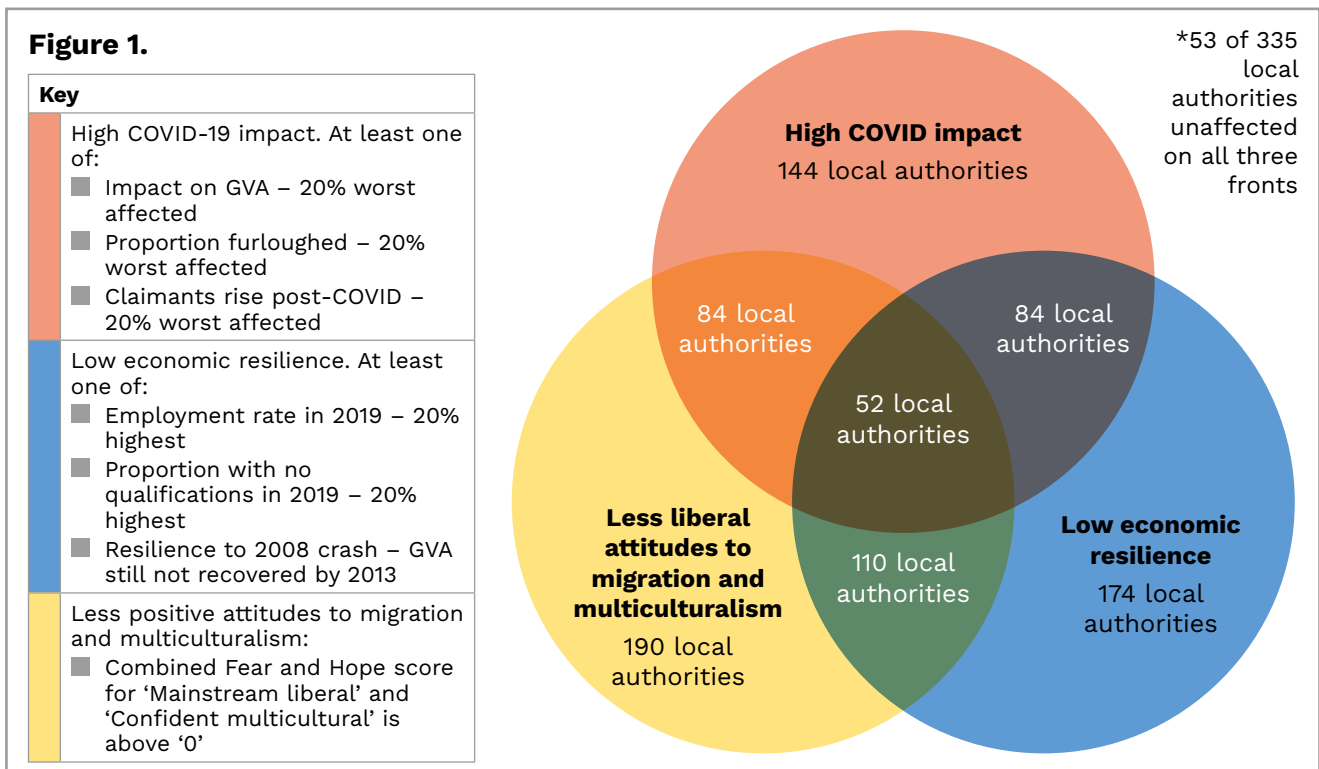 Figure 1.
Key
High COVID-19 impact. At least one
of:
Impact on GVA – 20% worst
affected
Proportion furloughed – 20%
worst affected
Claimants rise post-COVID –
20% worst affected
Low economic resilience. At least
one of:
Employment rate in 2019 – 20%
highest
Proportion with no
qualifications in 2019 – 20%
highest
Resilience to 2008 crash – GVA
still not recovered by 2013
Less positive attitudes to migration
and multiculturalism:
Combined Fear and Hope score
for ‘Mainstream liberal’ and
‘Confident multicultural’ is
above ‘0’
*53 of 335
local
authorities
unaffected
on all three
fronts
High COVID impact
144 local authorities
84 local
authorities
84 local
authorities
52 local
authorities
Less liberal
attitudes to
migration and
multiculturalism
190 local
authorities
110 local
authorities
Low economic
resilience
174 local
authorities